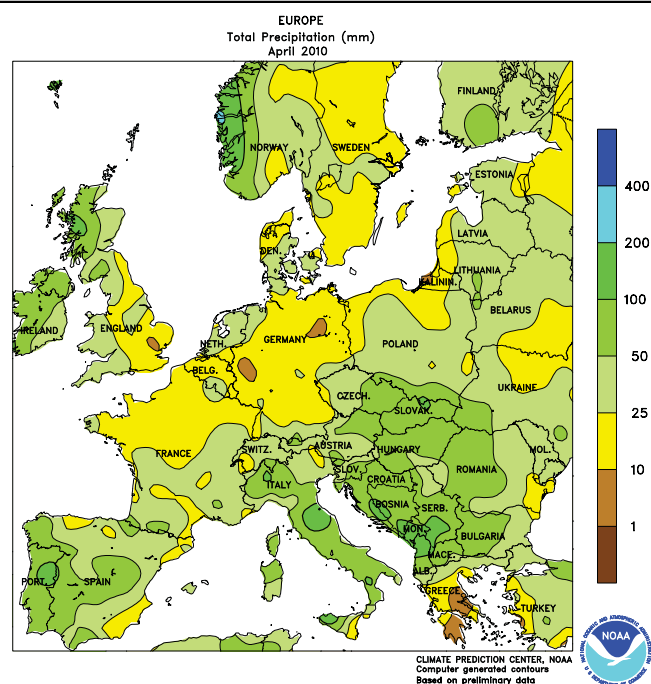 EUROPE
Total Precipitation (mm)
April 2010
FINLAND
NORWAY
SWEDEN
ESTONIA
LATVIA
DEN.
LITHUANIA
KALININ.
BELARUS
IRELAND
ENGLAND
NETH.
GERMANY
POLAND
BELG.
UKRAINE
CZECH.
SLOVAK.
FRANCE
SWITZ.
AUSTRIA
HUNGARY
MOL.
SLOV.
ROMANIA
ITALY
CROATIA
BOSNIA
SERB.
MON.
BULGARIA
MACE.
ALB.
PORT.
SPAIN
GREECE
TURKEY
400
200
100
50
25
10
1
NOAA
CLIMATE PREDICTION CENTER, NOAA
Computer generated contours
Based on preliminary data